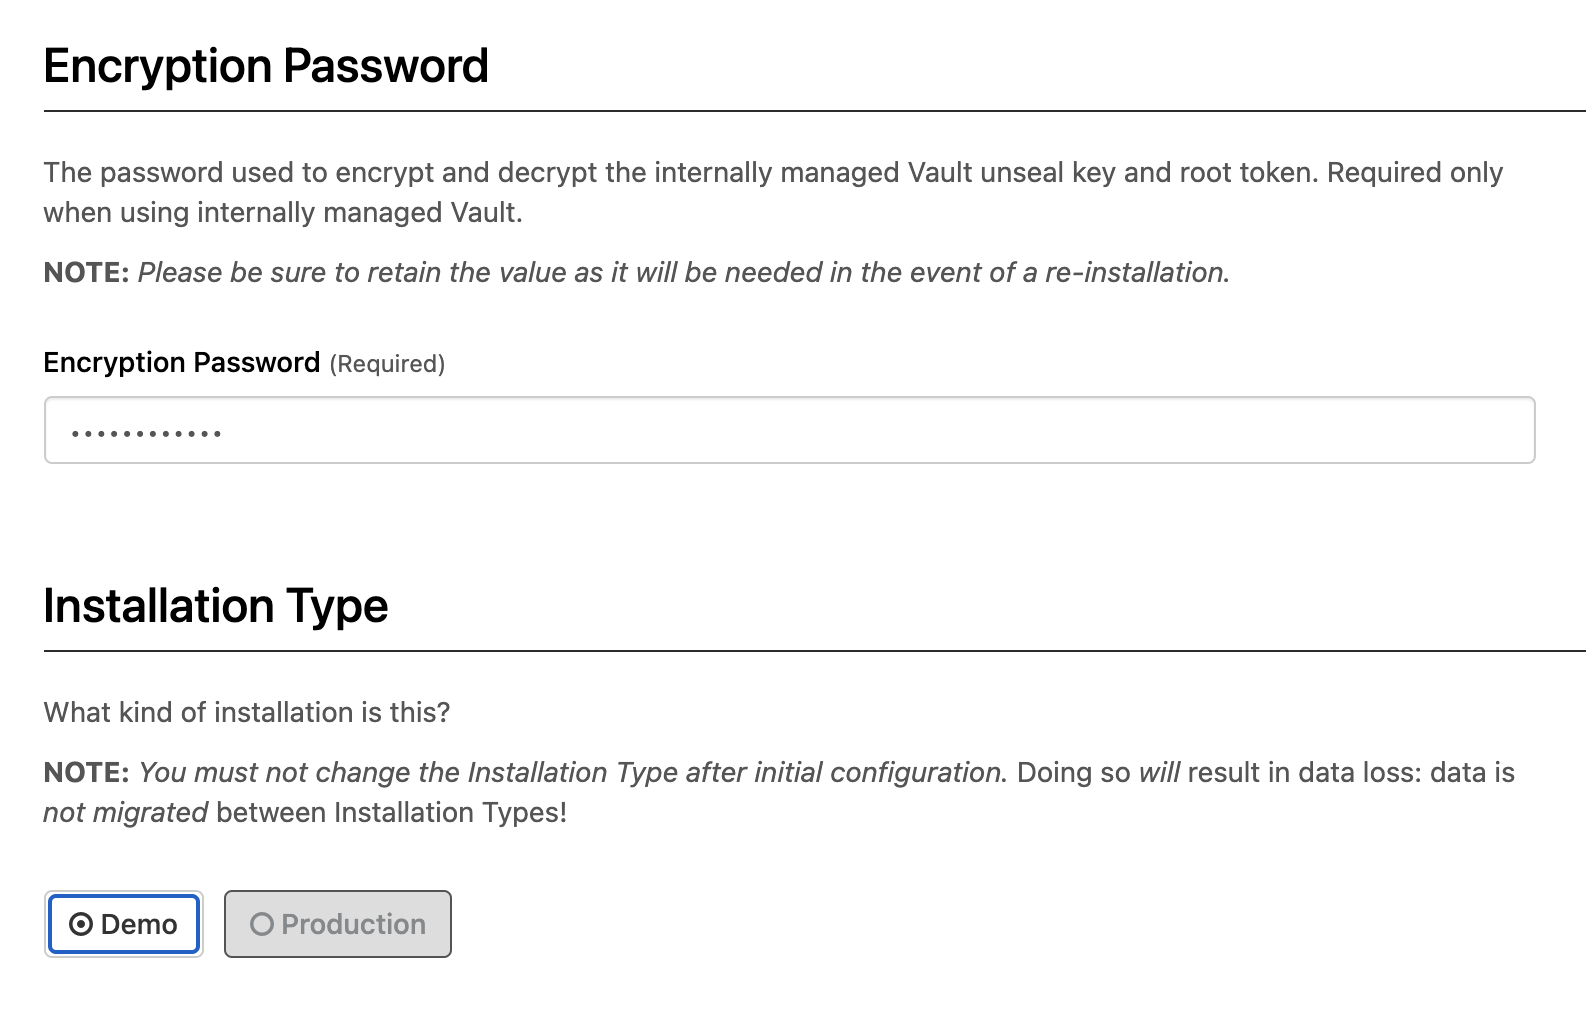 Encryption Password
The password used to encrypt and decrypt the internally managed Vault unseal key and root token. Required only
when using internally managed Vault.
NOTE: Please be sure to retain the value as it will be needed in the event of a re-installation.
Encryption Password (Required)
••••••••••••
Installation Type
What kind of installation is this?
NOTE: You must not change the Installation Type after initial configuration. Doing so will result in data loss: data is
not migrated between Installation Types!
Demo Production